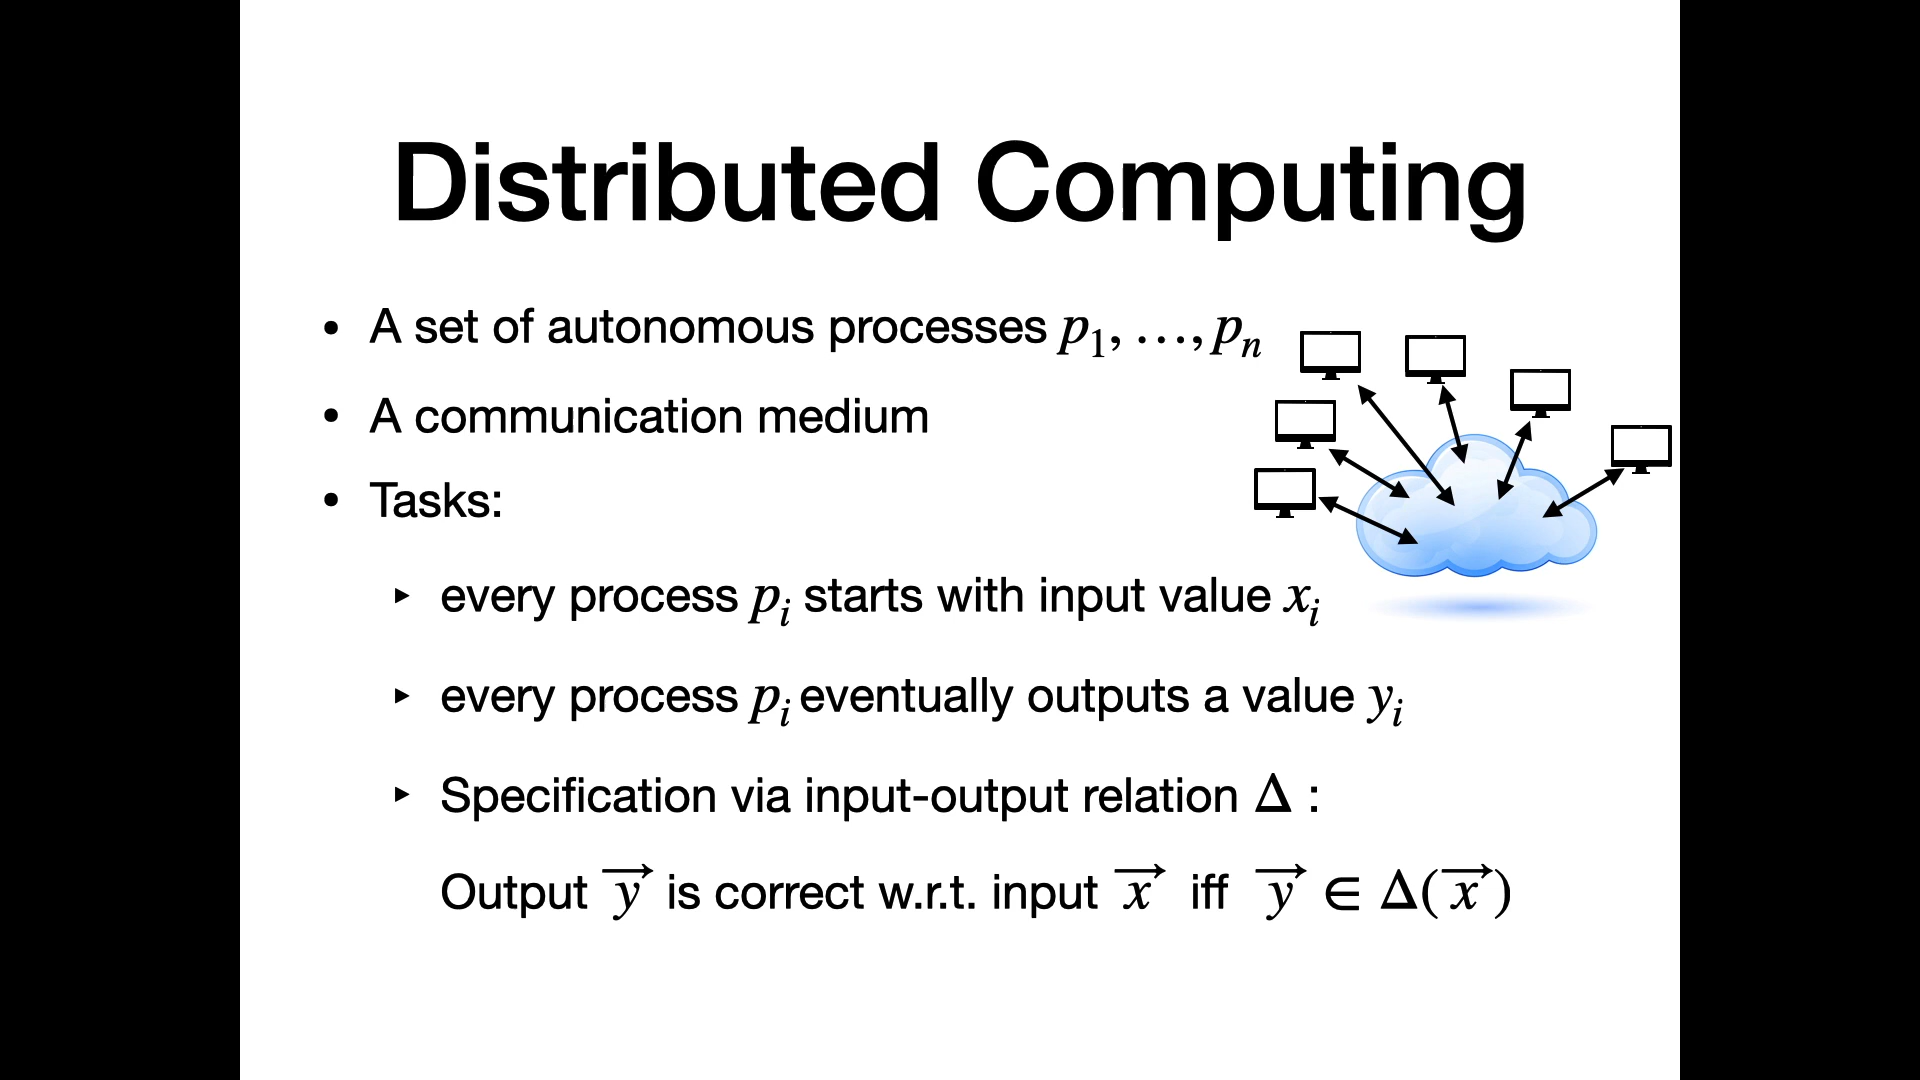 Distributed Computing
• A set of autonomous processes p₁, …, pₙ
• A communication medium
• Tasks:
‣ every process pᵢ starts with input value xᵢ
‣ every process pᵢ eventually outputs a value yᵢ
‣ Specification via input-output relation Δ :
Output y⃗ is correct w.r.t. input x⃗ iff y⃗ ∈ Δ(x⃗)